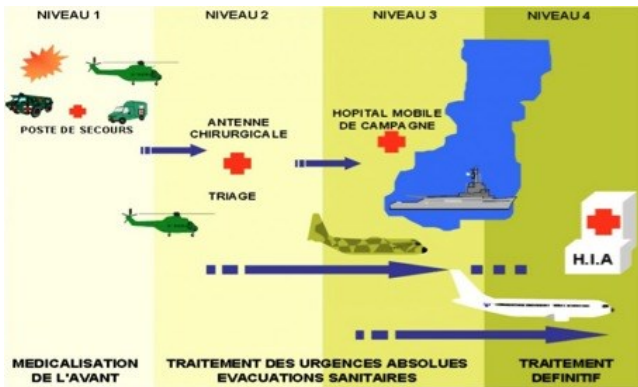 NIVEAU 1
NIVEAU 2
NIVEAU 3
NIVEAU 4
POSTE DE SECOURS
ANTENNE
CHIRURGICALE
TRIAGE
HOPITAL MOBILE
DE CAMPAGNE
H.I.A
MEDICALISATION
DE L'AVANT
TRAITEMENT DES URGENCES ABSOLUES
EVACUATIONS SANITAIRES
TRAITEMENT
DEFINITIF